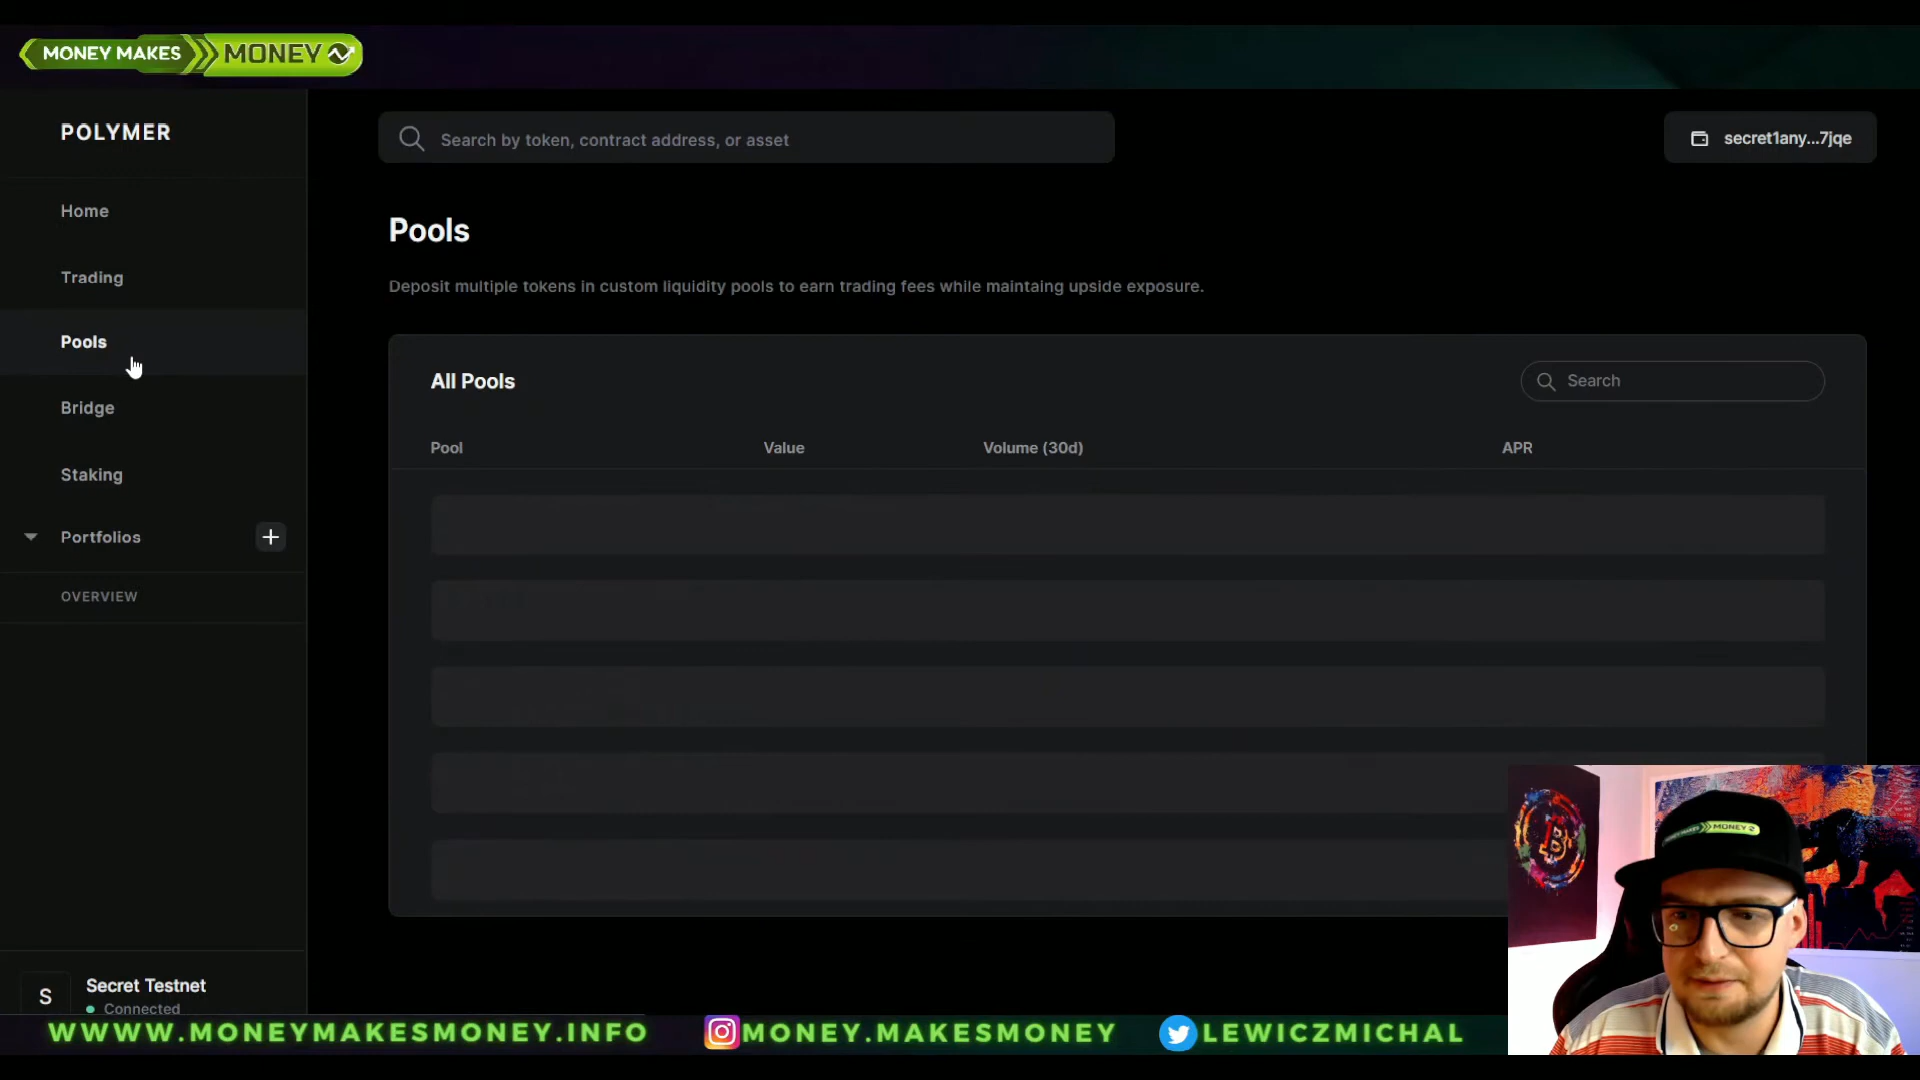 MONEY MAKES MONEY
POLYMER
Search by token, contract address, or asset
secret1any...7jqe
Home
Trading
Pools
Bridge
Staking
Portfolios
OVERVIEW
Pools
Deposit multiple tokens in custom liquidity pools to earn trading fees while maintaing upside exposure.
All Pools
Search
Pool Value Volume (30d) APR
S
Secret Testnet
Connected
MONEY
WWWW.MONEYMAKESMONEY.INFO
MONEY.MAKESMONEY
LEWICZMICHAL